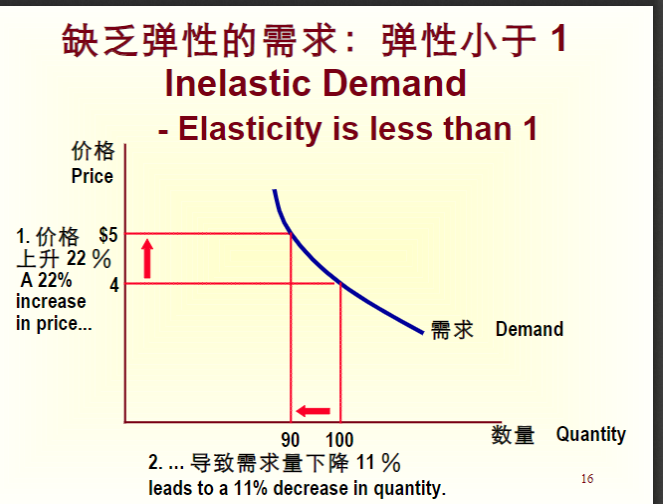 缺乏弹性的需求：弹性小于 1
Inelastic Demand
- Elasticity is less than 1
价格
Price
1. 价格 $5
上升 22 %
A 22% 4
increase
in price...
需求 Demand
90 100
数量 Quantity
2. ... 导致需求量下降 11 %
leads to a 11% decrease in quantity.
16